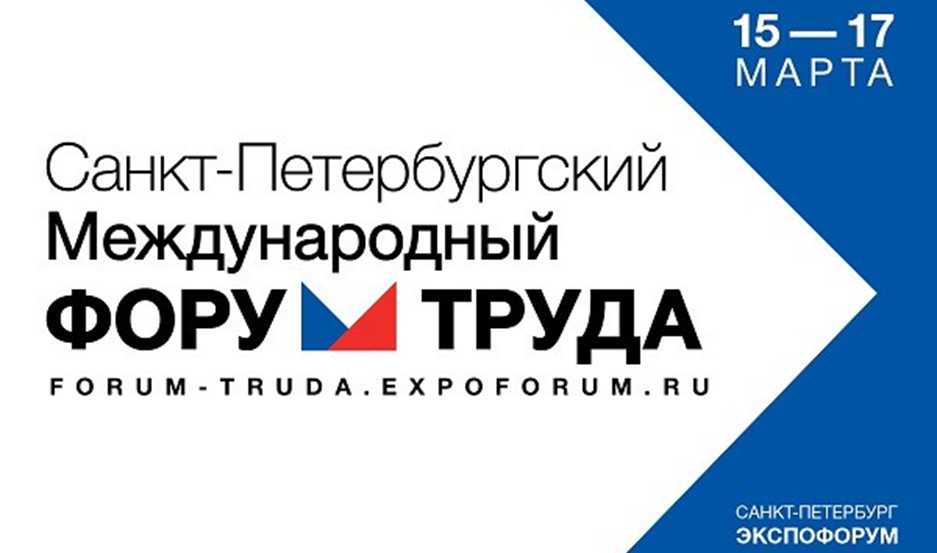 15 — 17
МАРТА
Санкт-Петербургский
Международный
ФОРУМ ТРУДА
FORUM-TRUDA.EXPOFORUM.RU
САНКТ-ПЕТЕРБУРГ
ЭКСПОФОРУМ